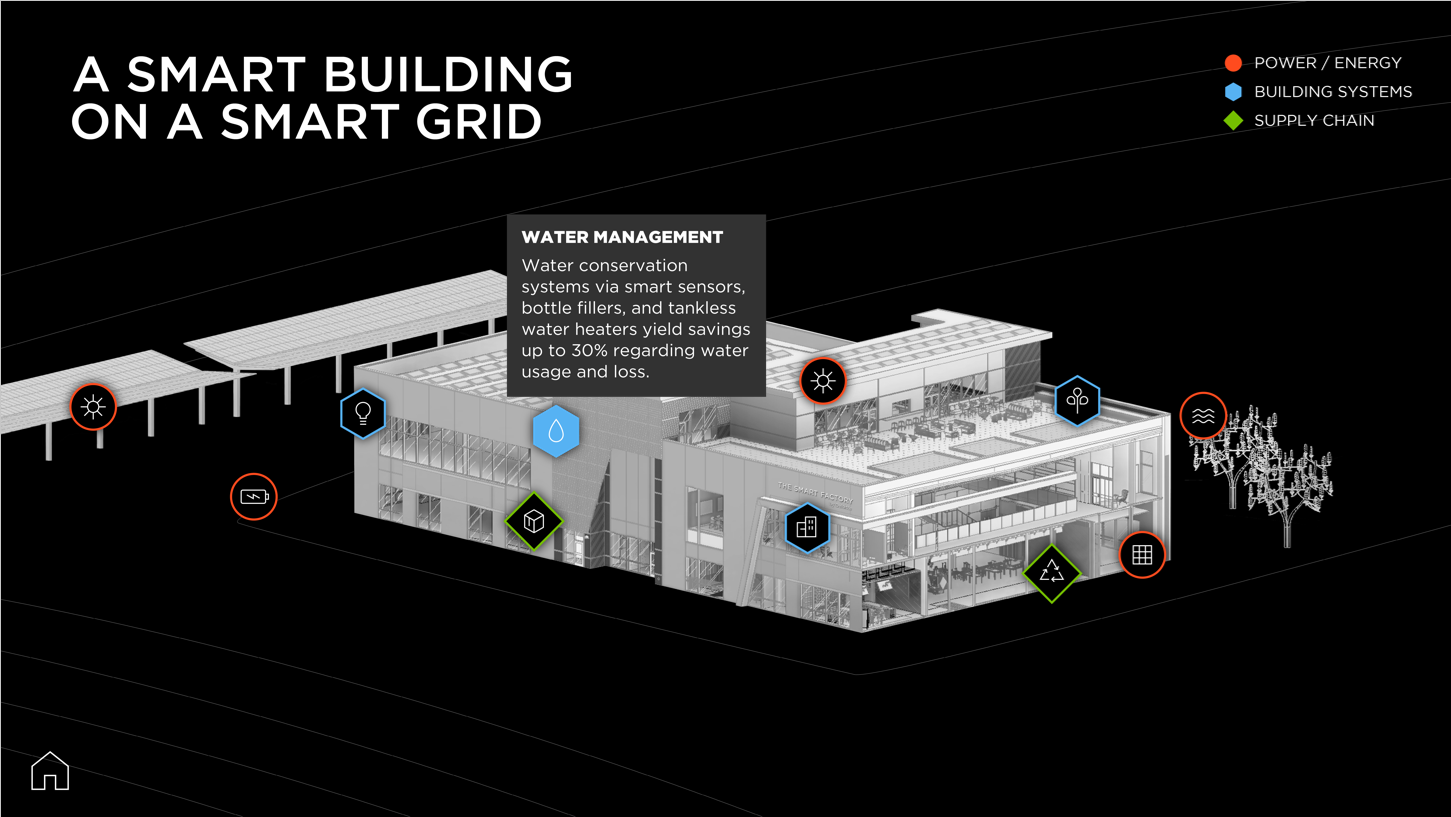 A SMART BUILDING
ON A SMART GRID
POWER / ENERGY
BUILDING SYSTEMS
SUPPLY CHAIN
WATER MANAGEMENT
Water conservation
systems via smart sensors,
bottle fillers, and tankless
water heaters yield savings
up to 30% regarding water
usage and loss.
THE SMART FACTORY